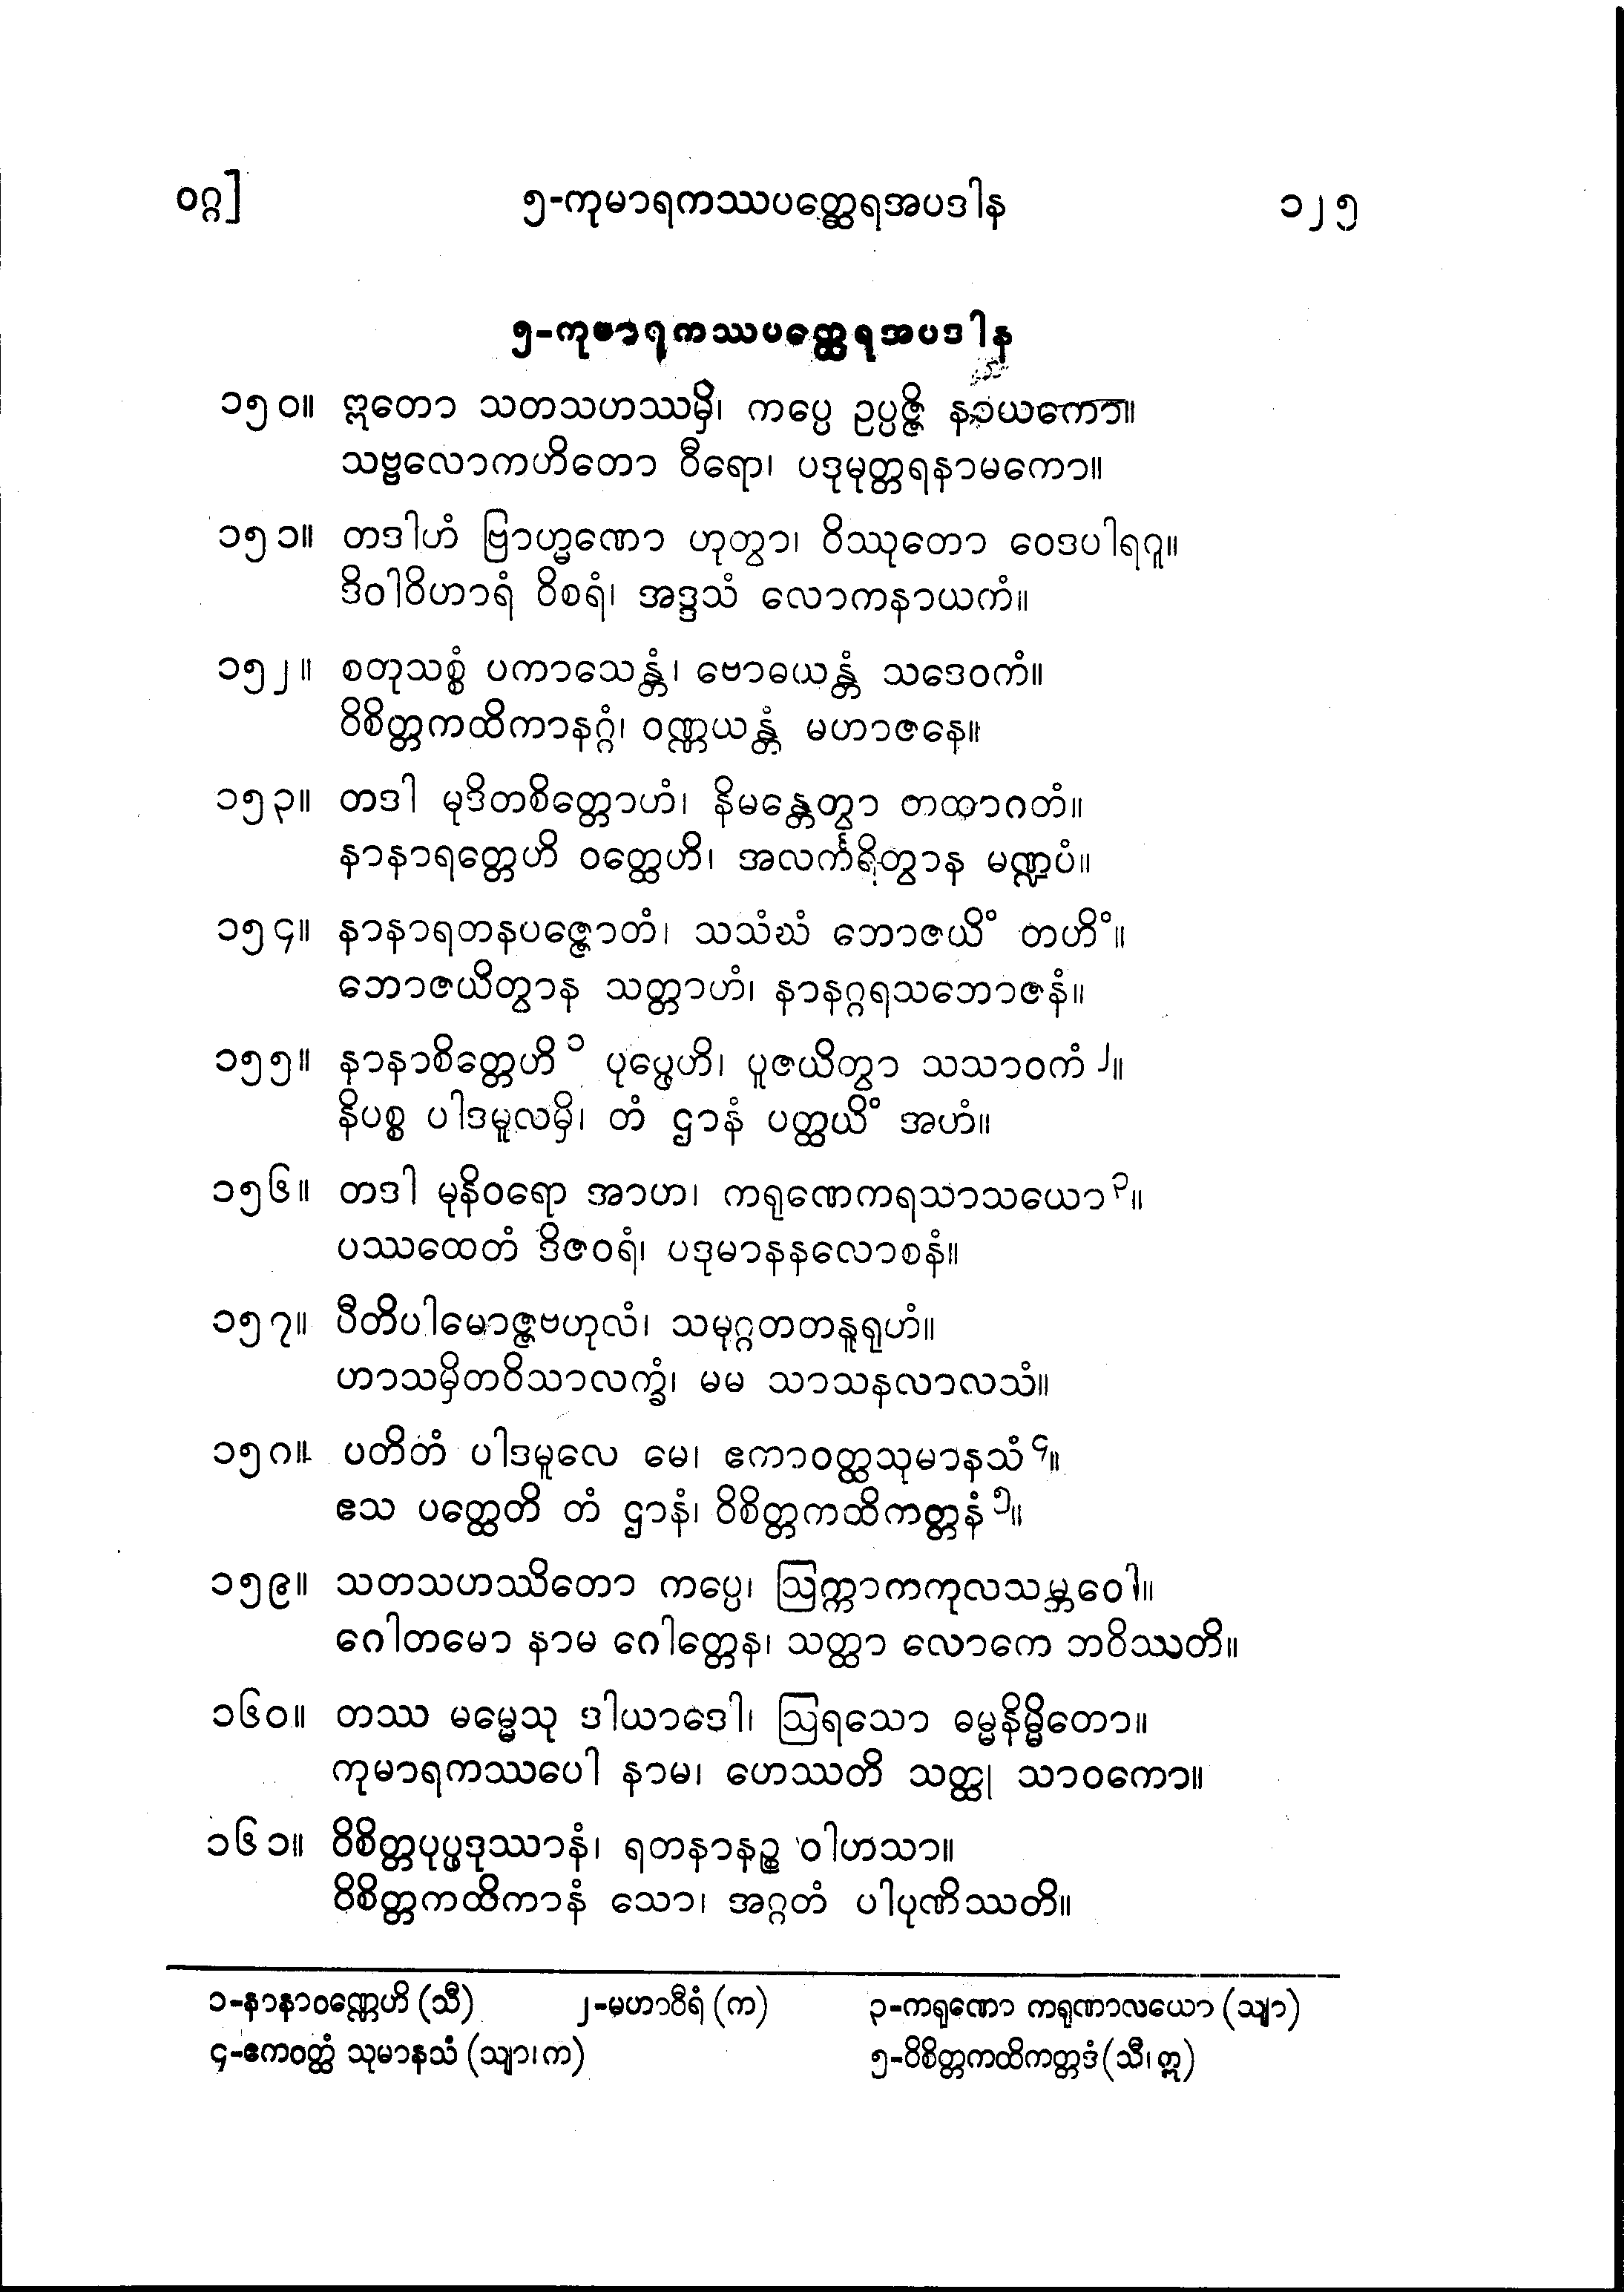 ဝဂ္ဂ]	၅-ကုမာရကဿပတ္ထေရအပဒါန	၁၂၅
၅-ကုမာရကဿပတ္ထေရအပဒါန
၁၅၀။ ဣတော သတသဟဿမှိ၊ ကပ္ပေ ဥပ္ပဇ္ဇိ နာယကော။
သဗ္ဗလောကဟိတော ဝီရော၊ ပဒုမုတ္တရနာမကော။
၁၅၁။ တဒါဟံ ဗြာဟ္မဏော ဟုတွာ၊ ဝိဿုတော ဝေဒပါရဂူ။
ဒိဝါဝိဟာရံ ဝိစရံ၊ အဒ္ဒသံ လောကနာယကံ။
၁၅၂။ စတုသစ္စံ ပကာသေန္တံ၊ ဗောဓယန္တံ သဒေဝကံ။
ဝိစိတ္တကထိကာနဂ္ဂံ၊ ဝဏ္ဏယန္တံ မဟာဇနေ။
၁၅၃။ တဒါ မုဒိတစိတ္တောဟံ၊ နိမန္တေတွာ တထာဂတံ။
နာနာရတ္တေဟိ ဝတ္ထေဟိ၊ အလင်္ကရိတွာန မဏ္ဍပံ။
၁၅၄။ နာနာရတနပဇ္ဇောတံ၊ သသံဃံ ဘောဇယိံ တဟိံ။
ဘောဇယိတွာန သတ္တာဟံ၊ နာနဂ္ဂရသဘောဇနံ။
၁၅၅။ နာနာစိတ္တေဟိ ၁ ပုပ္ဖေဟိ၊ ပူဇယိတွာ သသာဝကံ ၂။
နိပစ္စ ပါဒမူလမှိ၊ တံ ဌာနံ ပတ္ထယိံ အဟံ။
၁၅၆။ တဒါ မုနိဝရော အာဟ၊ ကရုဏေကရသာသယော ၃။
ပဿထေတံ ဒိဇဝရံ၊ ပဒုမာနနလောစနံ။
၁၅၇။ ပီတိပါမောဇ္ဇဗဟုလံ၊ သမုဂ္ဂတတနူရုဟံ။
ဟာသမှိတဝိသာလက္ခံ၊ မမ သာသနလာလသံ။
၁၅၈။ ပတိတံ ပါဒမူလေ မေ၊ ဧကာဝတ္ထသုမာနသံ ၄။
ဧသ ပတ္ထေတိ တံ ဌာနံ၊ ဝိစိတ္တကထိကတ္တနံ ၅။
၁၅၉။ သတသဟဿိတော ကပ္ပေ၊ ဩက္ကာကကုလသမ္ဘဝေါ။
ဂေါတမော နာမ ဂေါတ္တေန၊ သတ္ထာ လောကေ ဘဝိဿတိ။
၁၆၀။ တဿ မမ္မေသု ဒါယာဒေါ၊ ဩရသော ဓမ္မနိမ္မိတော။
ကုမာရကဿပေါ နာမ၊ ဟေဿတိ သတ္ထု သာဝကော။
၁၆၁။ ဝိစိတ္တပုပ္ဖဒုဿာနံ၊ ရတနာနဉ္စ ဝါဟသာ။
ဝိစိတ္တကထိကာနံ သော၊ အဂ္ဂတံ ပါပုဏိဿတိ။
၁-နာနာဝဏ္ဏေဟိ (သီ)	၂-မဟာဝီရံ (က)	၃-ကရုဏော ကရုဏာလယော (သျာ)
၄-ဧကဝတ္ထံ သုမာနသံ (သျာ၊က)	၅-ဝိစိတ္တကထိကတ္တဒံ (သီ၊ဣ)